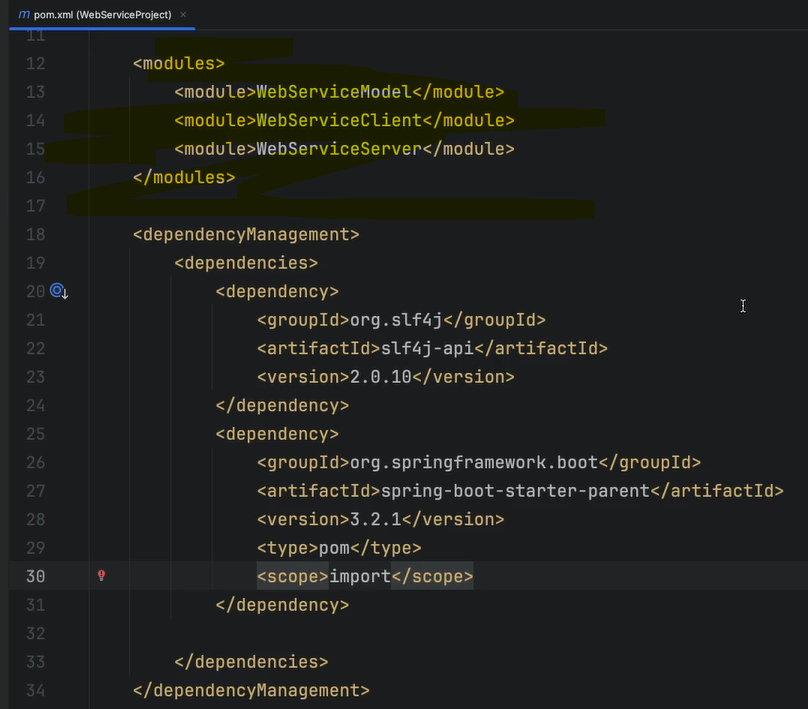 m pom.xml (WebServiceProject) ×
11
12 <modules>
13 <module>WebServiceModel</module>
14 <module>WebServiceClient</module>
15 <module>WebServiceServer</module>
16 </modules>
17
18 <dependencyManagement>
19 <dependencies>
20 <dependency>
21 <groupId>org.slf4j</groupId>
22 <artifactId>slf4j-api</artifactId>
23 <version>2.0.10</version>
24 </dependency>
25 <dependency>
26 <groupId>org.springframework.boot</groupId>
27 <artifactId>spring-boot-starter-parent</artifactId>
28 <version>3.2.1</version>
29 <type>pom</type>
30 <scope>import</scope>
31 </dependency>
32
33 </dependencies>
34 </dependencyManagement>